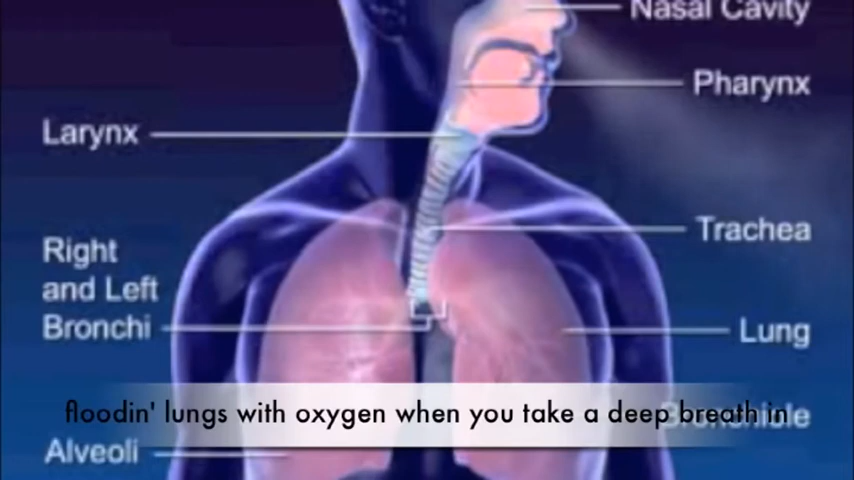 Nasal Cavity
Pharynx
Larynx
Trachea
Right
and Left
Bronchi
Lung
floodin' lungs with oxygen when you take a deep breath in
Alveoli